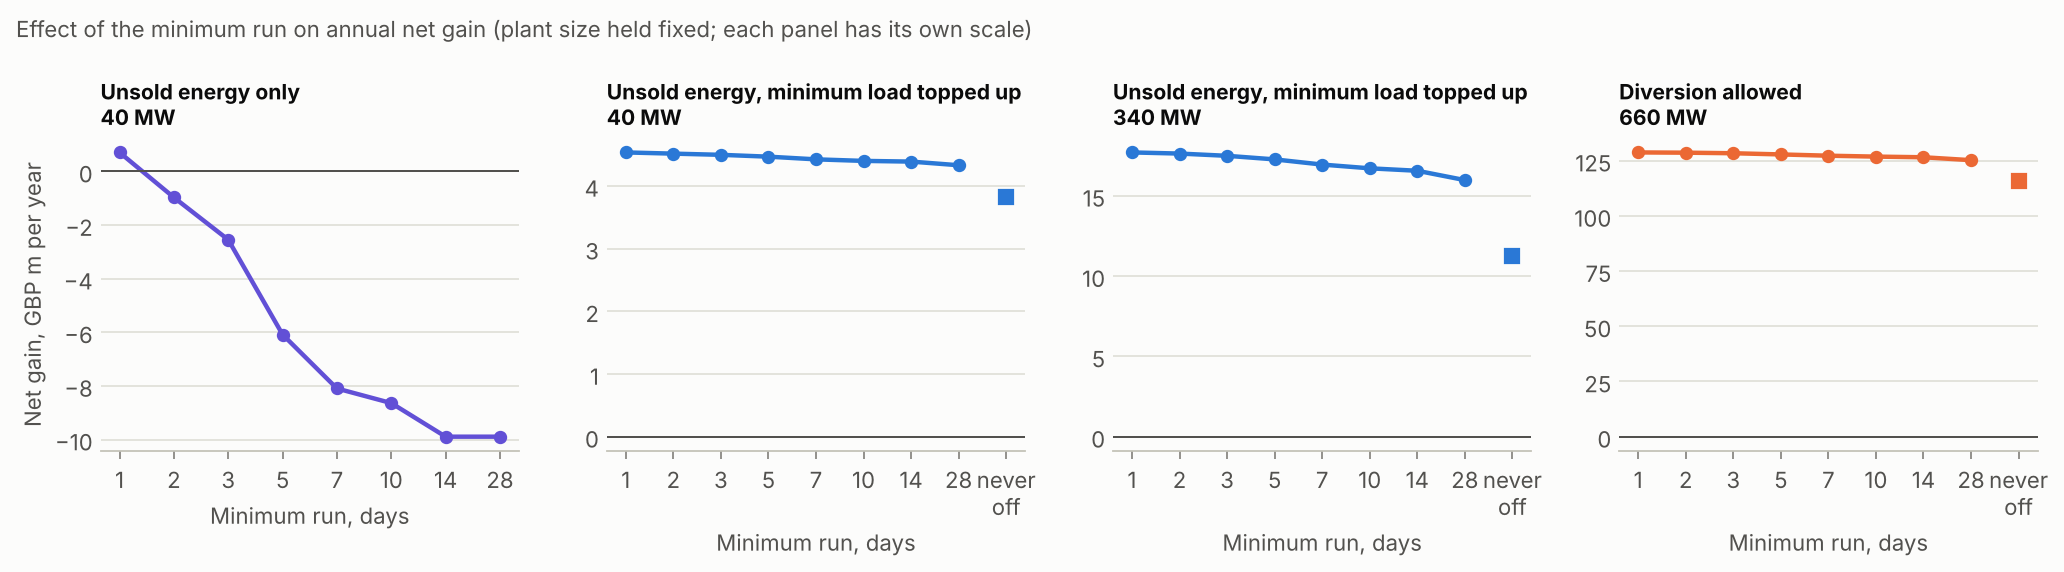 Effect of the minimum run on annual net gain (plant size held fixed; each panel has its own scale)
Unsold energy only
40 MW
Net gain, GBP m per year
0
−2
−4
−6
−8
−10
1 2 3 5 7 10 14 28
Minimum run, days
Unsold energy, minimum load topped up
40 MW
4
3
2
1
0
1 2 3 5 7 10 14 28 never
off
Minimum run, days
Unsold energy, minimum load topped up
340 MW
15
10
5
0
1 2 3 5 7 10 14 28 never
off
Minimum run, days
Diversion allowed
660 MW
125
100
75
50
25
0
1 2 3 5 7 10 14 28 never
off
Minimum run, days